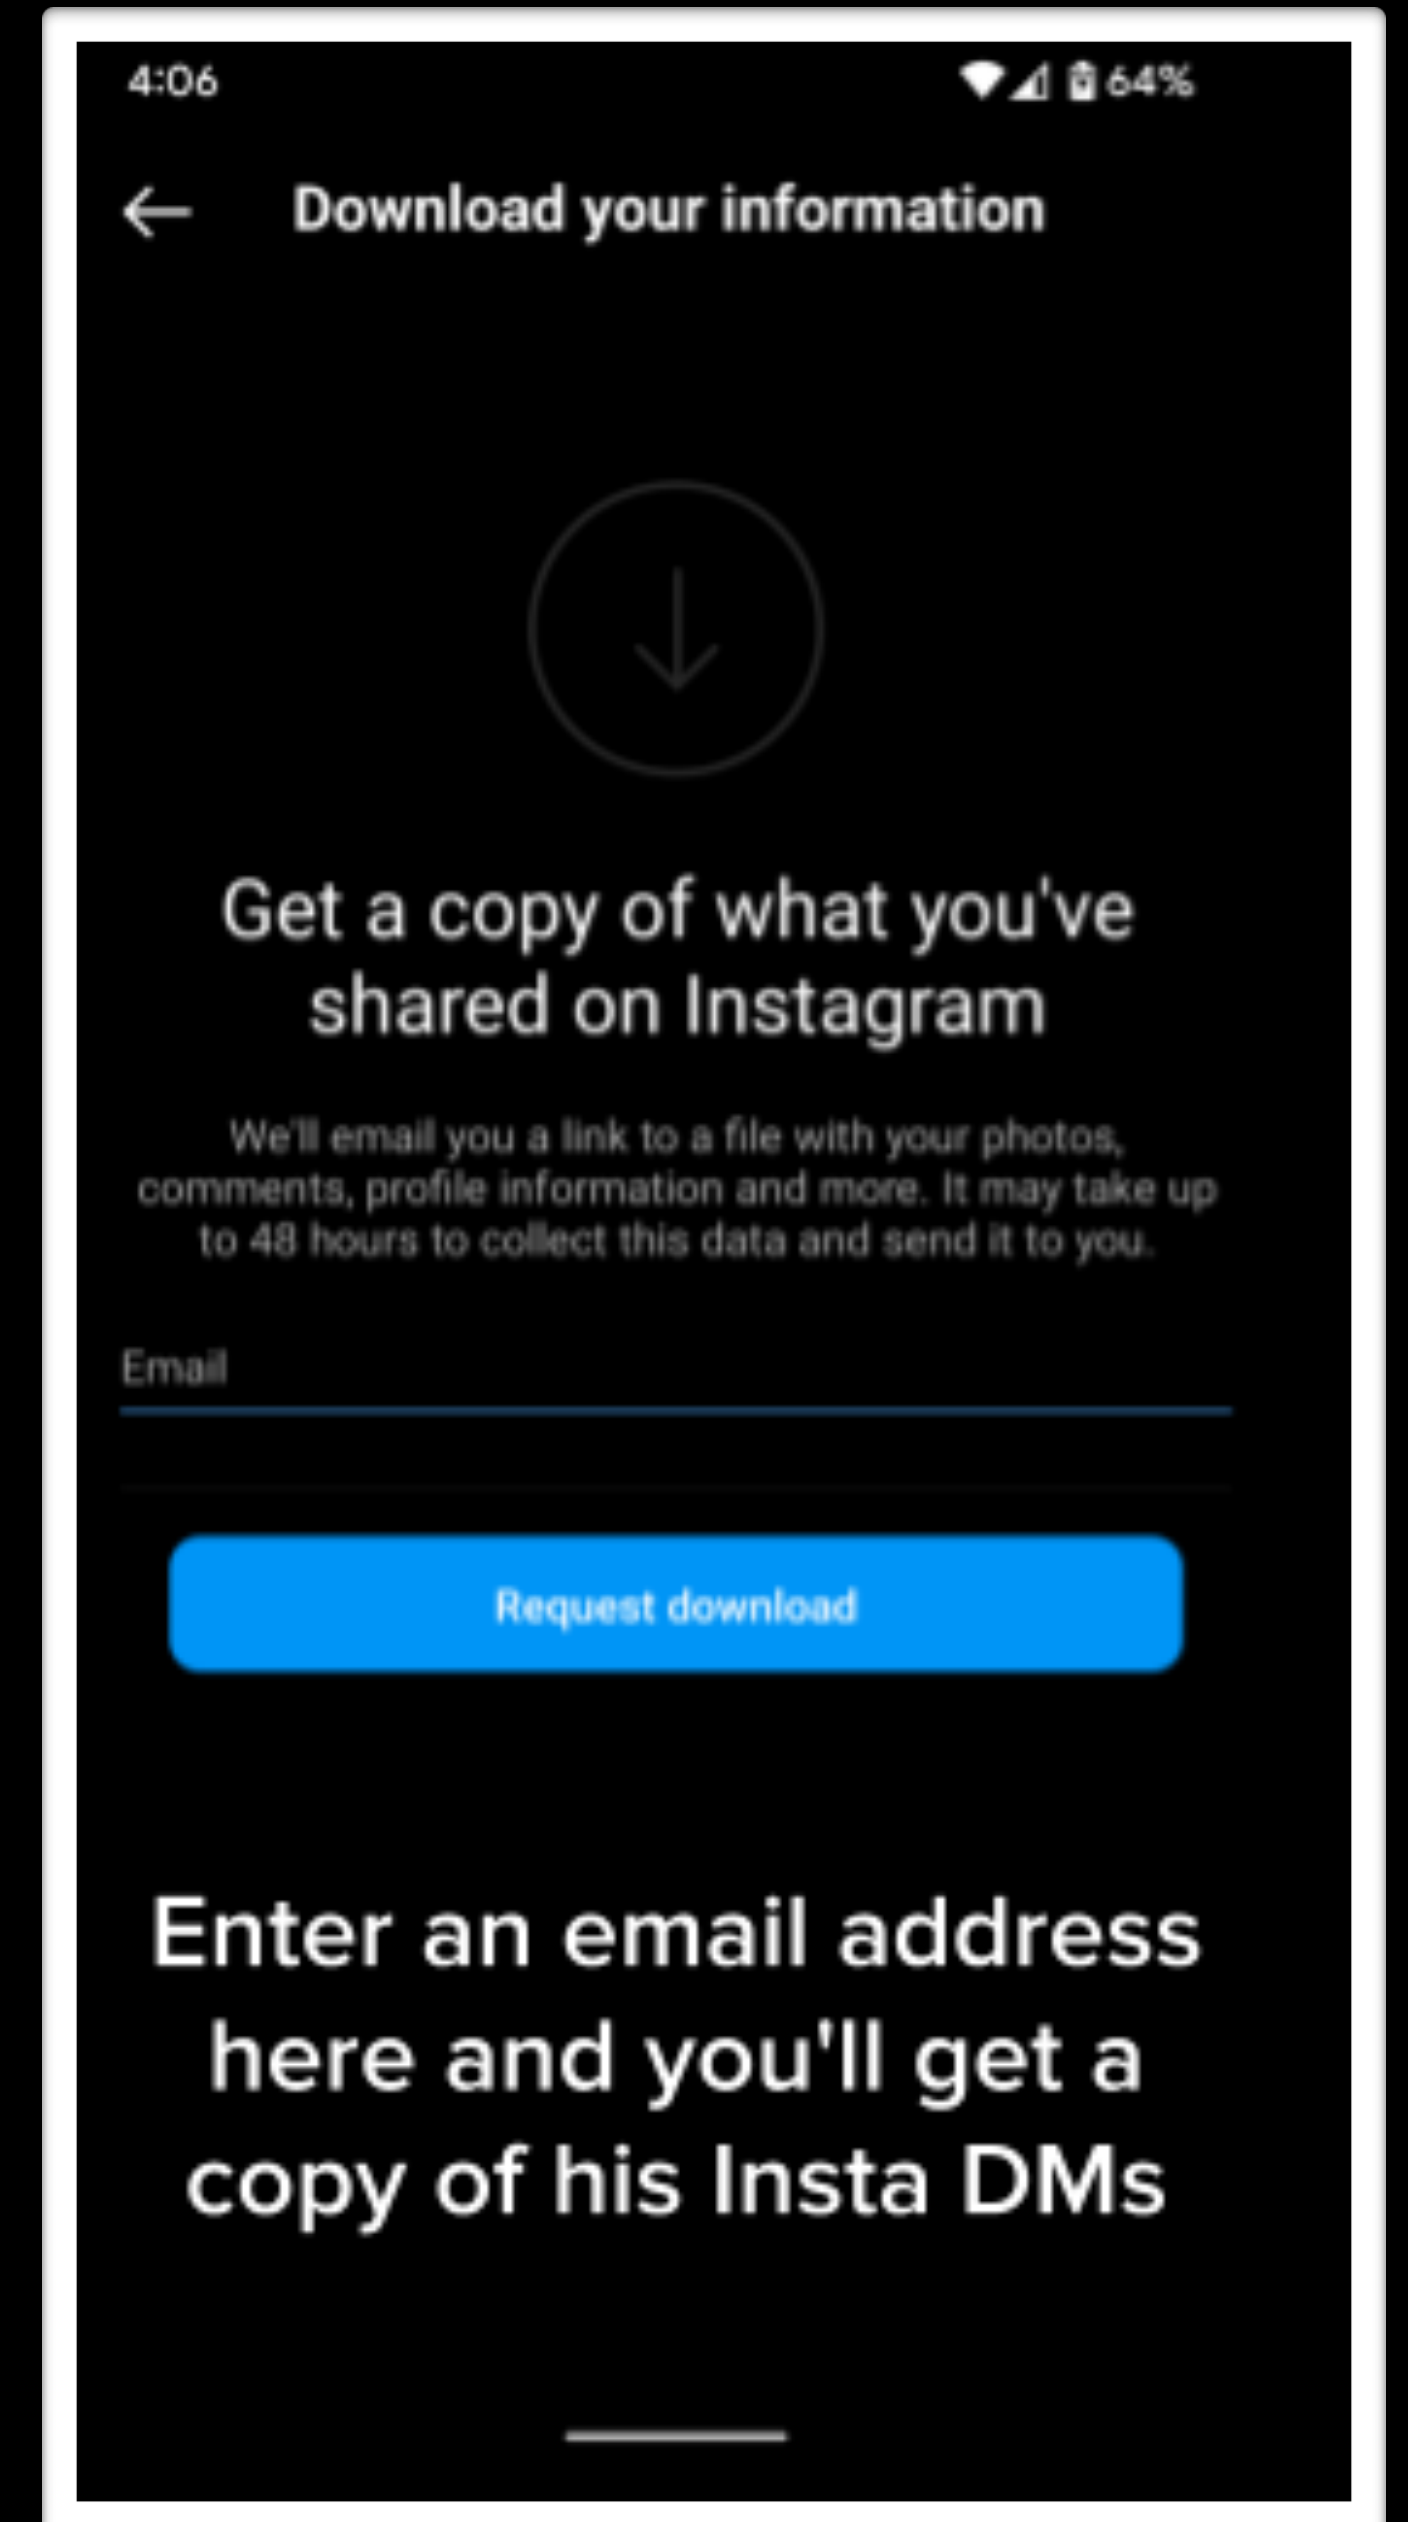 4:06
64%
Download your information
Get a copy of what you've
shared on Instagram
We'll email you a link to a file with your photos,
comments, profile information and more. It may take up
to 48 hours to collect this data and send it to you.
Email
Request download
Enter an email address
here and you'll get a
copy of his Insta DMs